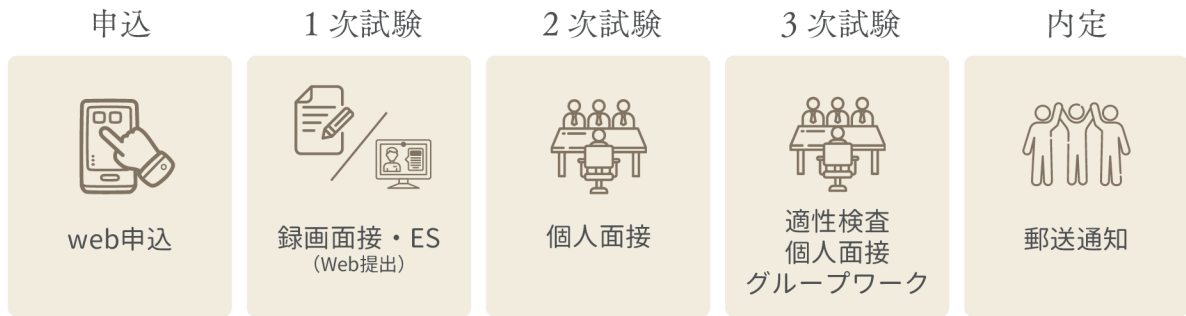 申込
1次試験
2次試験
3次試験
内定
web申込
録画面接・ES
（Web提出）
個人面接
適性検査
個人面接
グループワーク
郵送通知